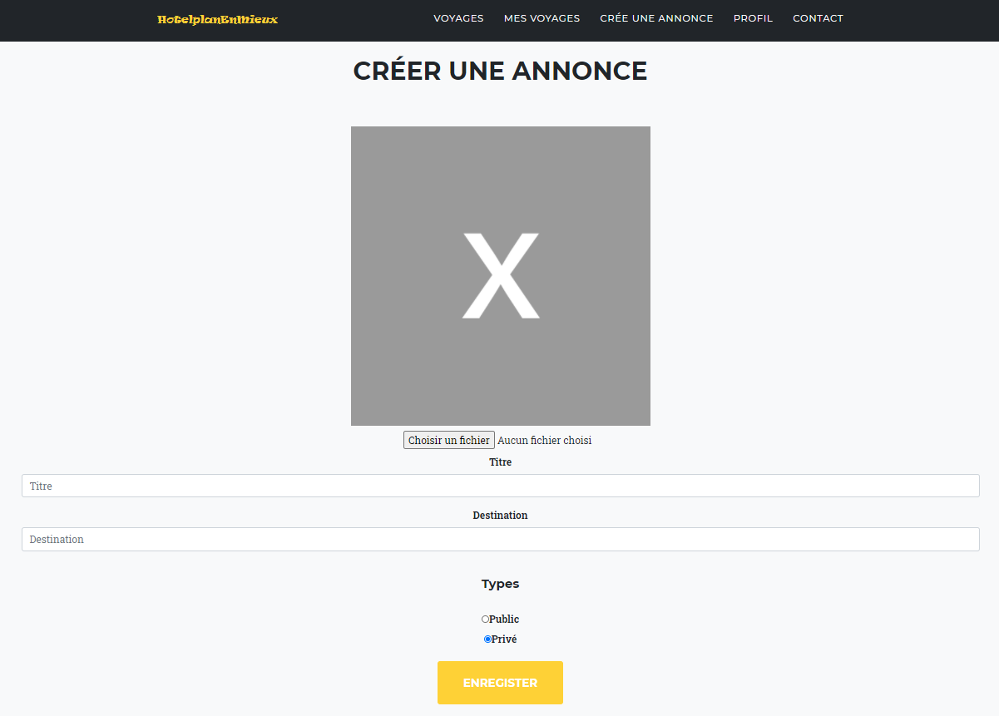 HotelplanEnMieux VOYAGES MES VOYAGES CRÉE UNE ANNONCE PROFIL CONTACT
CRÉER UNE ANNONCE
X
Choisir un fichier Aucun fichier choisi
Titre
Titre
Destination
Destination
Types
Public
Privé
ENREGISTER